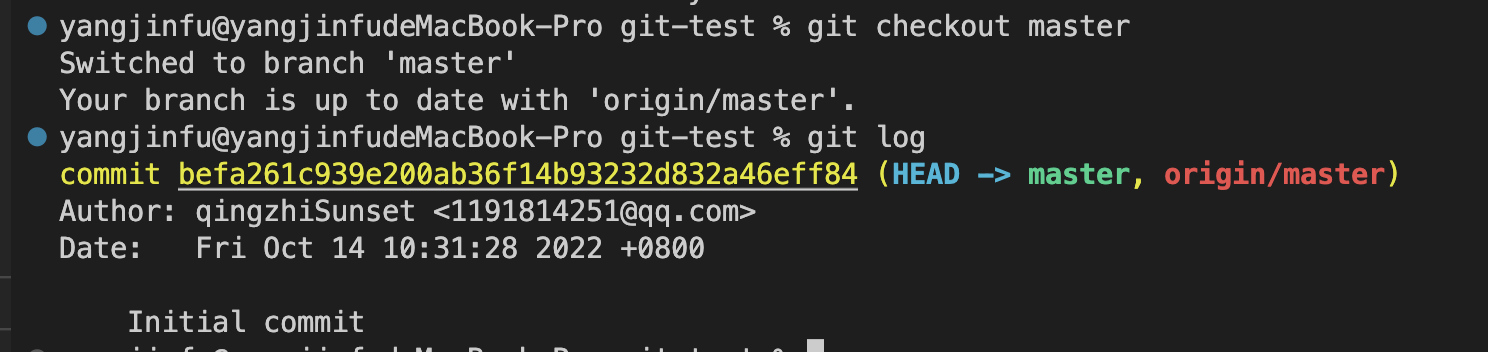 yangjinfu@yangjinfudeMacBook-Pro git-test % git checkout master
Switched to branch 'master'
Your branch is up to date with 'origin/master'.
yangjinfu@yangjinfudeMacBook-Pro git-test % git log
commit befa261c939e200ab36f14b93232d832a46eff84 (HEAD -> master, origin/master)
Author: qingzhiSunset <1191814251@qq.com>
Date:   Fri Oct 14 10:31:28 2022 +0800
Initial commit